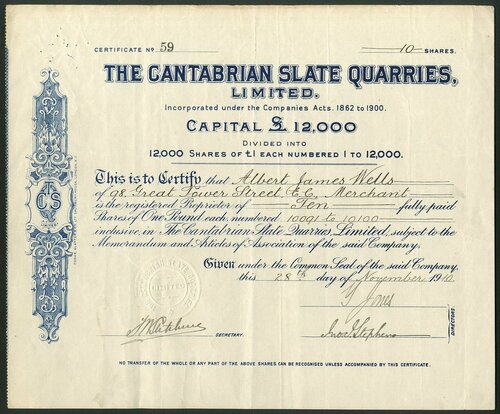 CERTIFICATE No 59
10 SHARES.
THE CANTABRIAN SLATE QUARRIES,
LIMITED.
Incorporated under the Companies Acts. 1862 to 1900.
CAPITAL £ 12,000
DIVIDED INTO
12,000 SHARES OF £1 EACH NUMBERED 1 TO 12,000.
This is to Certify that Albert James Wells
of 98, Great Tower Street, E.C. Merchant
is the registered Proprietor of Ten fully paid
Shares of One Pound each, numbered 10091 to 10100
inclusive, in The Cantabrian Slate Quarries, Limited, subject to the
Memorandum and Articles of Association of the said Company.
CS
Given under the Common Seal of the said Company,
this 28th day of November 1910
Jones
SECRETARY.
Stephens
DIRECTORS
NO TRANSFER OF THE WHOLE OR ANY PART OF THE ABOVE SHARES CAN BE RECOGNISED UNLESS ACCOMPANIED BY THIS CERTIFICATE.